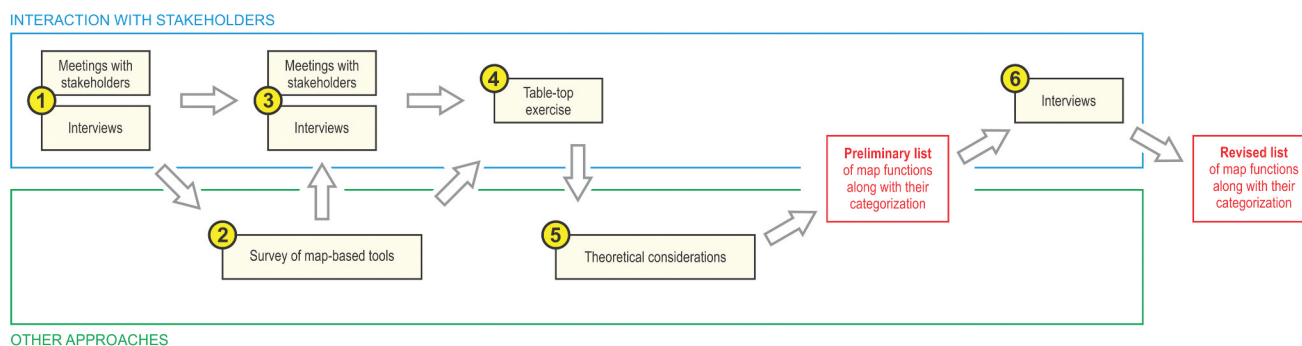 INTERACTION WITH STAKEHOLDERS
1
Meetings with
stakeholders
Interviews
3
Meetings with
stakeholders
Interviews
4
Table-top
exercise
6
Interviews
Preliminary list
of map functions
along with their
categorization
Revised list
of map functions
along with their
categorization
2
Survey of map-based tools
5
Theoretical considerations
OTHER APPROACHES